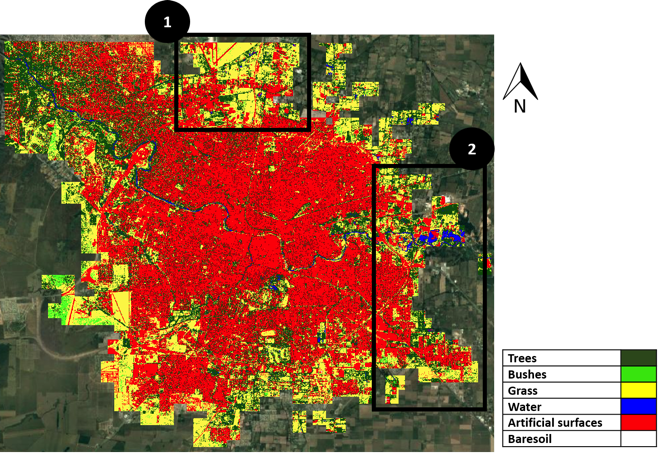 1
2
N
Trees
Bushes
Grass
Water
Artificial surfaces
Baresoil